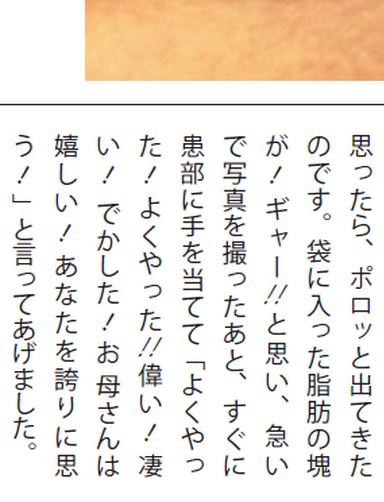 思ったら、ポロッと出てきた
のです。袋に入った脂肪の塊
が！ギャー!!と思い、急い
で写真を撮ったあと、すぐに
患部に手を当てて「よくやっ
た！よくやった!!偉い！凄
い！でかした！お母さんは
嬉しい！あなたを誇りに思
う！」と言ってあげました。